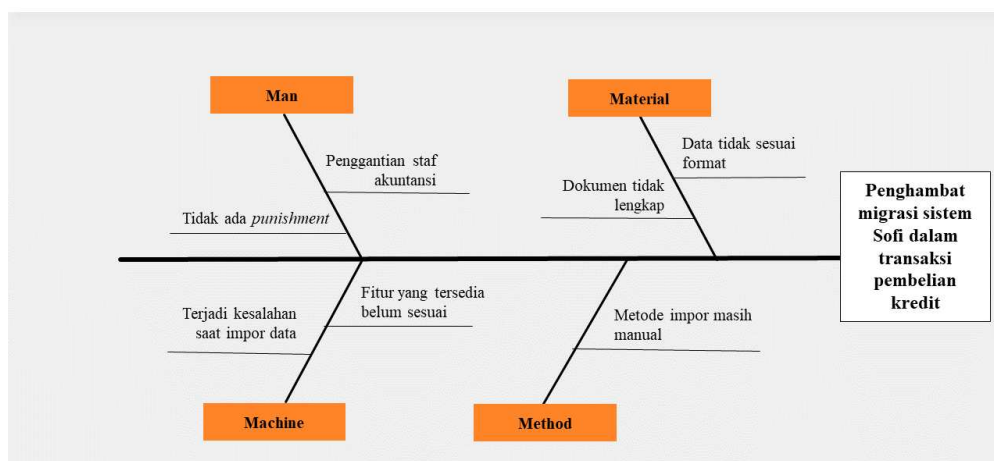 Man
Material
Penggantian staf
akuntansi
Tidak ada punishment
Data tidak sesuai
format
Dokumen tidak
lengkap
Penghambat
migrasi sistem
Sofi dalam
transaksi
pembelian
kredit
Terjadi kesalahan
saat impor data
Fitur yang tersedia
belum sesuai
Metode impor masih
manual
Machine
Method